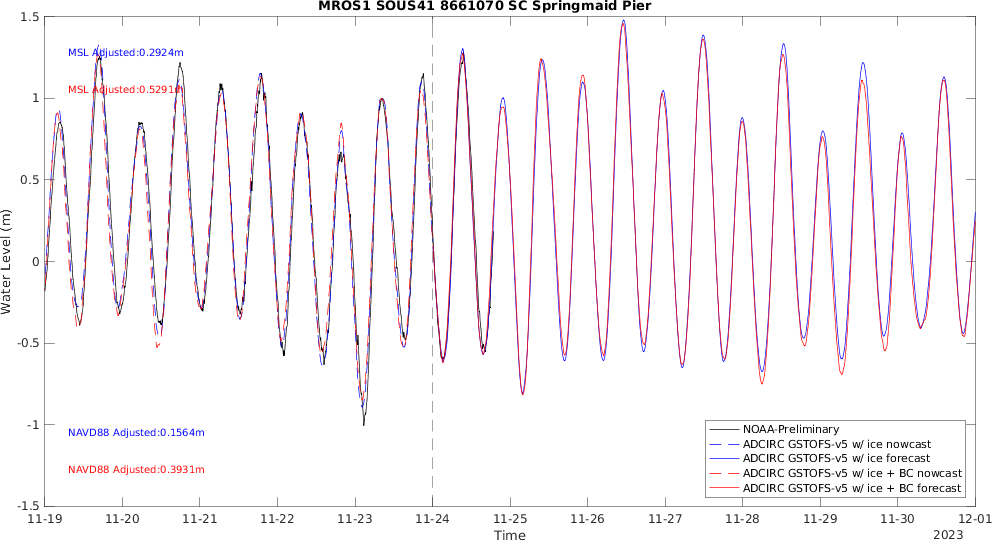 MROS1 SOUS41 8661070 SC Springmaid Pier
MSL Adjusted:0.2924m
MSL Adjusted:0.5291m
NAVD88 Adjusted:0.1564m
NAVD88 Adjusted:0.3931m
Water Level (m)
1.5
1
0.5
0
-0.5
-1
-1.5
NOAA-Preliminary
ADCIRC GSTOFS-v5 w/ ice nowcast
ADCIRC GSTOFS-v5 w/ ice forecast
ADCIRC GSTOFS-v5 w/ ice + BC nowcast
ADCIRC GSTOFS-v5 w/ ice + BC forecast
11-19 11-20 11-21 11-22 11-23 11-24 11-25 11-26 11-27 11-28 11-29 11-30 12-01
Time
2023